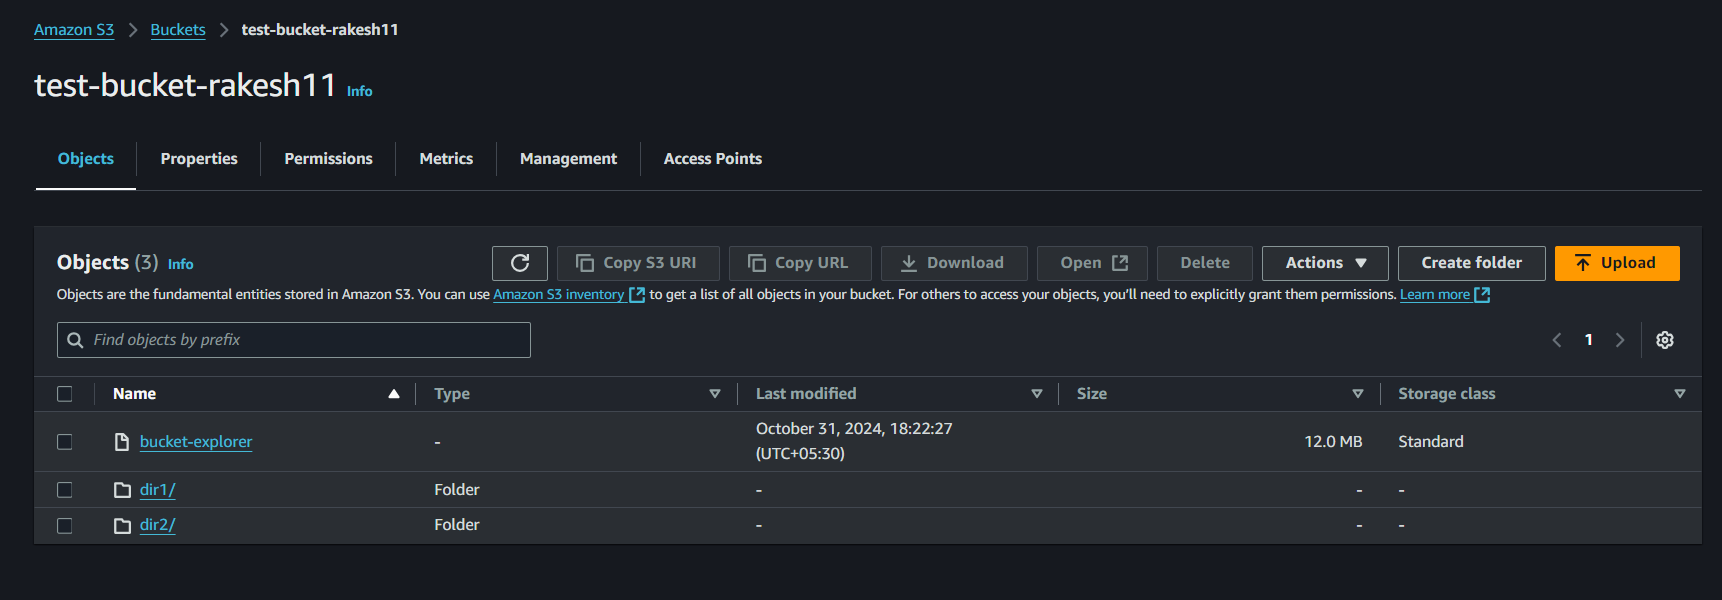 Amazon S3 > Buckets > test-bucket-rakesh11
test-bucket-rakesh11 Info
Objects Properties Permissions Metrics Management Access Points
Objects (3) Info Copy S3 URI Copy URL Download Open Delete Actions Create folder Upload
Objects are the fundamental entities stored in Amazon S3. You can use Amazon S3 inventory to get a list of all objects in your bucket. For others to access your objects, you'll need to explicitly grant them permissions. Learn more
Find objects by prefix 1
Name Type Last modified Size Storage class
bucket-explorer - October 31, 2024, 18:22:27 (UTC+05:30) 12.0 MB Standard
dir1/ Folder - - -
dir2/ Folder - - -